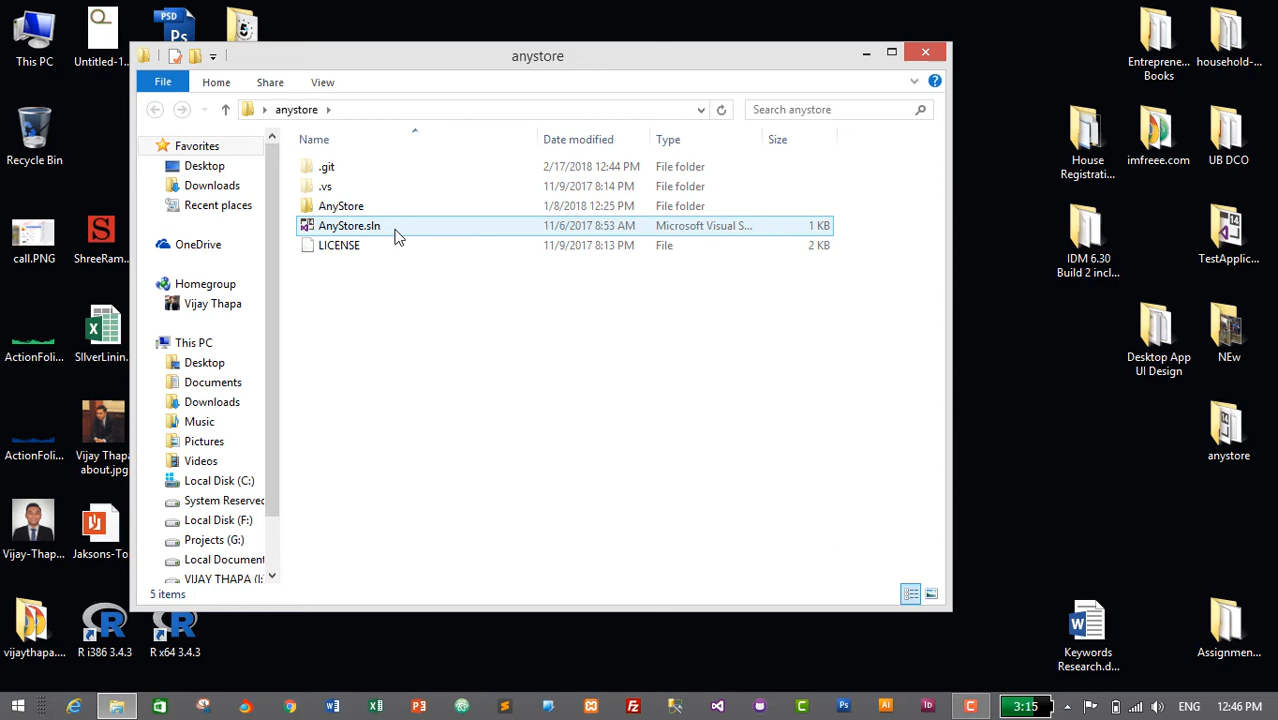 This PC
Untitled-1...
PSD
Ps
anystore
File
Home
Share
View
anystore
Search anystore
Name
Date modified
Type
Size
.git
2/17/2018 12:44 PM
File folder
.vs
11/9/2017 8:14 PM
File folder
AnyStore
1/8/2018 12:25 PM
File folder
AnyStore.sln
11/6/2017 8:53 AM
Microsoft Visual S...
1 KB
LICENSE
11/9/2017 8:13 PM
File
2 KB
Favorites
Desktop
Downloads
Recent places
OneDrive
Homegroup
Vijay Thapa
This PC
Desktop
Documents
Downloads
Music
Pictures
Videos
Local Disk (C:)
System Reserved
Local Disk (F:)
Projects (G:)
Local Document
VIJAY THAPA (I:
5 items
Recycle Bin
call.PNG
ShreeRam...
ActionFoli...
SIlverLinin...
ActionFoli...
Vijay Thapa
about.jpg
Vijay-Thap...
Jaksons-To...
vijaythapa....
R i386 3.4.3
R x64 3.4.3
Entreprene...
Books
household-...
House
Registrati...
imfreee.com
UB DCO
IDM 6.30
Build 2 incl...
TestApplic...
Desktop App
UI Design
NEw
anystore
Keywords
Research.d...
Assignmen...
3:15
ENG
12:46 PM